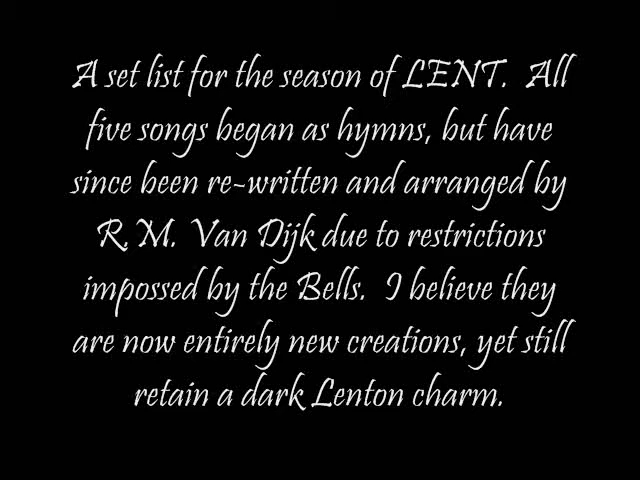 A set list for the season of LENT. All
five songs began as hymns, but have
since been re-written and arranged by
R. M. Van Dijk due to restrictions
impossed by the Bells. I believe they
are now entirely new creations, yet still
retain a dark Lenton charm.